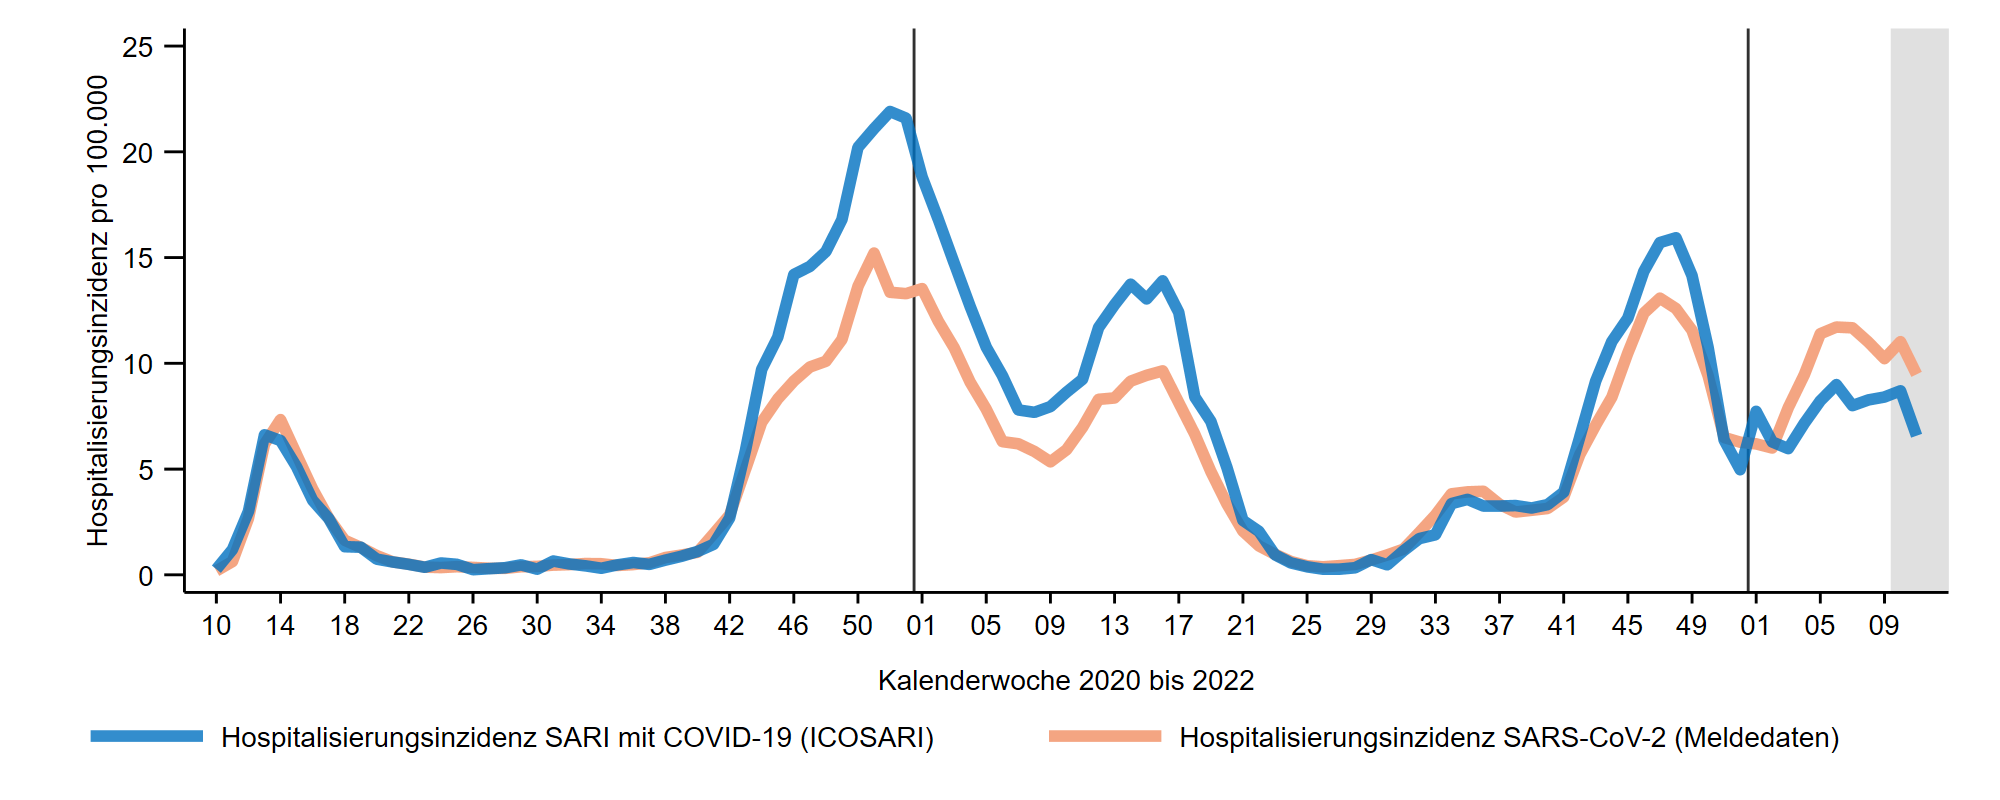 Hospitalisierungsinzidenz pro 100.000
25
20
15
10
5
0
10 14 18 22 26 30 34 38 42 46 50 01 05 09 13 17 21 25 29 33 37 41 45 49 01 05 09
Kalenderwoche 2020 bis 2022
Hospitalisierungsinzidenz SARI mit COVID-19 (ICOSARI) Hospitalisierungsinzidenz SARS-CoV-2 (Meldedaten)